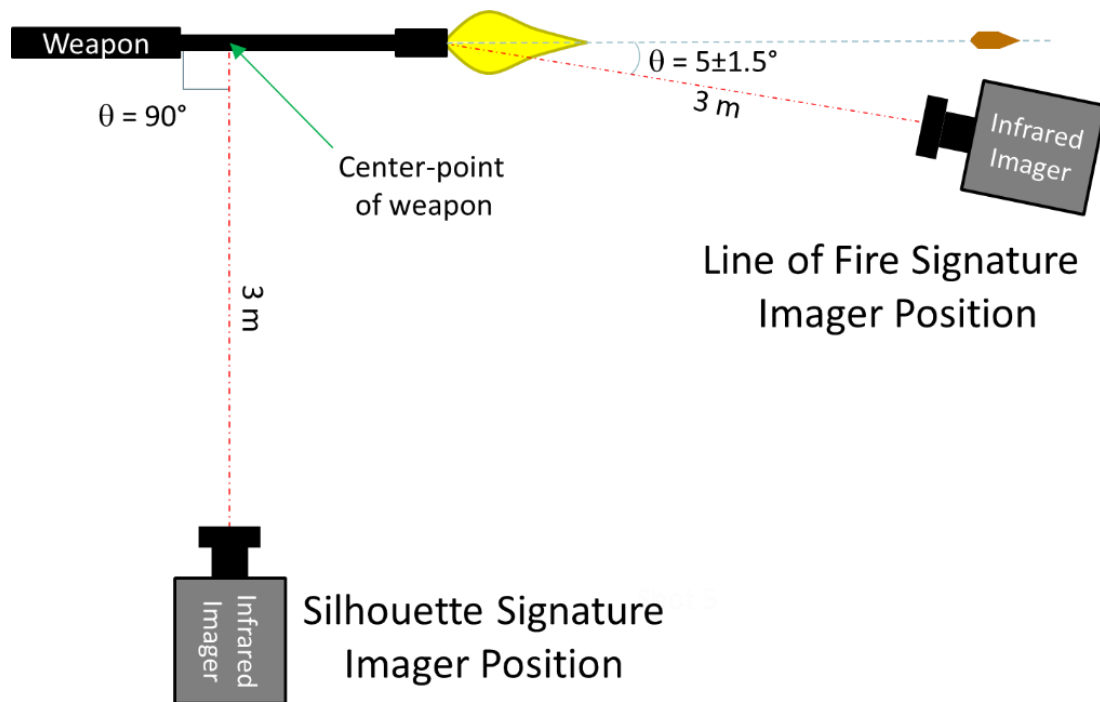 Weapon
θ = 5±1.5°
3 m
θ = 90°
Infrared
Imager
Center-point
of weapon
Line of Fire Signature
Imager Position
3 m
Infrared
Imager
Silhouette Signature
Imager Position